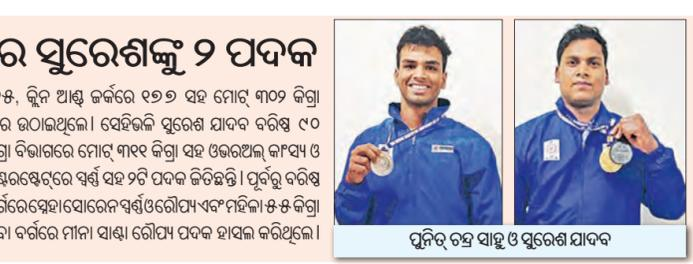 ର ସୁରେଶଙ୍କୁ ୨ ପଦକ
୫, କ୍ଲିନ ଆଣ୍ଡ ଜର୍କରେ ୧୭୭ ସହ ମୋଟ୍ ୩୦୨ କିଗ୍ରା
ର ଉଠାଇଥିଲେ। ସେହିଭଳି ସୁରେଶ ଯାଦବ ବରିଷ୍ଠ ୯୦
ଗ୍ରା ବିଭାଗରେ ମୋଟ୍ ୩୧୧ କିଗ୍ରା ସହ ଓଭରଅଲ୍ କାଂସ୍ୟ ଓ
ଣ୍ଟରଷ୍ଟେଟ୍‌ରେ ସ୍ୱର୍ଣ୍ଣ ସହ ୨ଟି ପଦକ ଜିତିଛନ୍ତି। ପୂର୍ବରୁ ବରିଷ୍ଠ
ର୍ଗରେ ସ୍ନେହା ସୋରେନ ସ୍ୱର୍ଣ୍ଣ ଓ ରୌପ୍ୟ ଏବଂ ମହିଳା ୫୫ କିଗ୍ରା
ବା ବର୍ଗରେ ମୀନା ସାଣ୍ଟା ରୌପ୍ୟ ପଦକ ହାସଲ କରିଥିଲେ।
ପୁନିତ୍ ଚନ୍ଦ୍ର ସାହୁ ଓ ସୁରେଶ ଯାଦବ